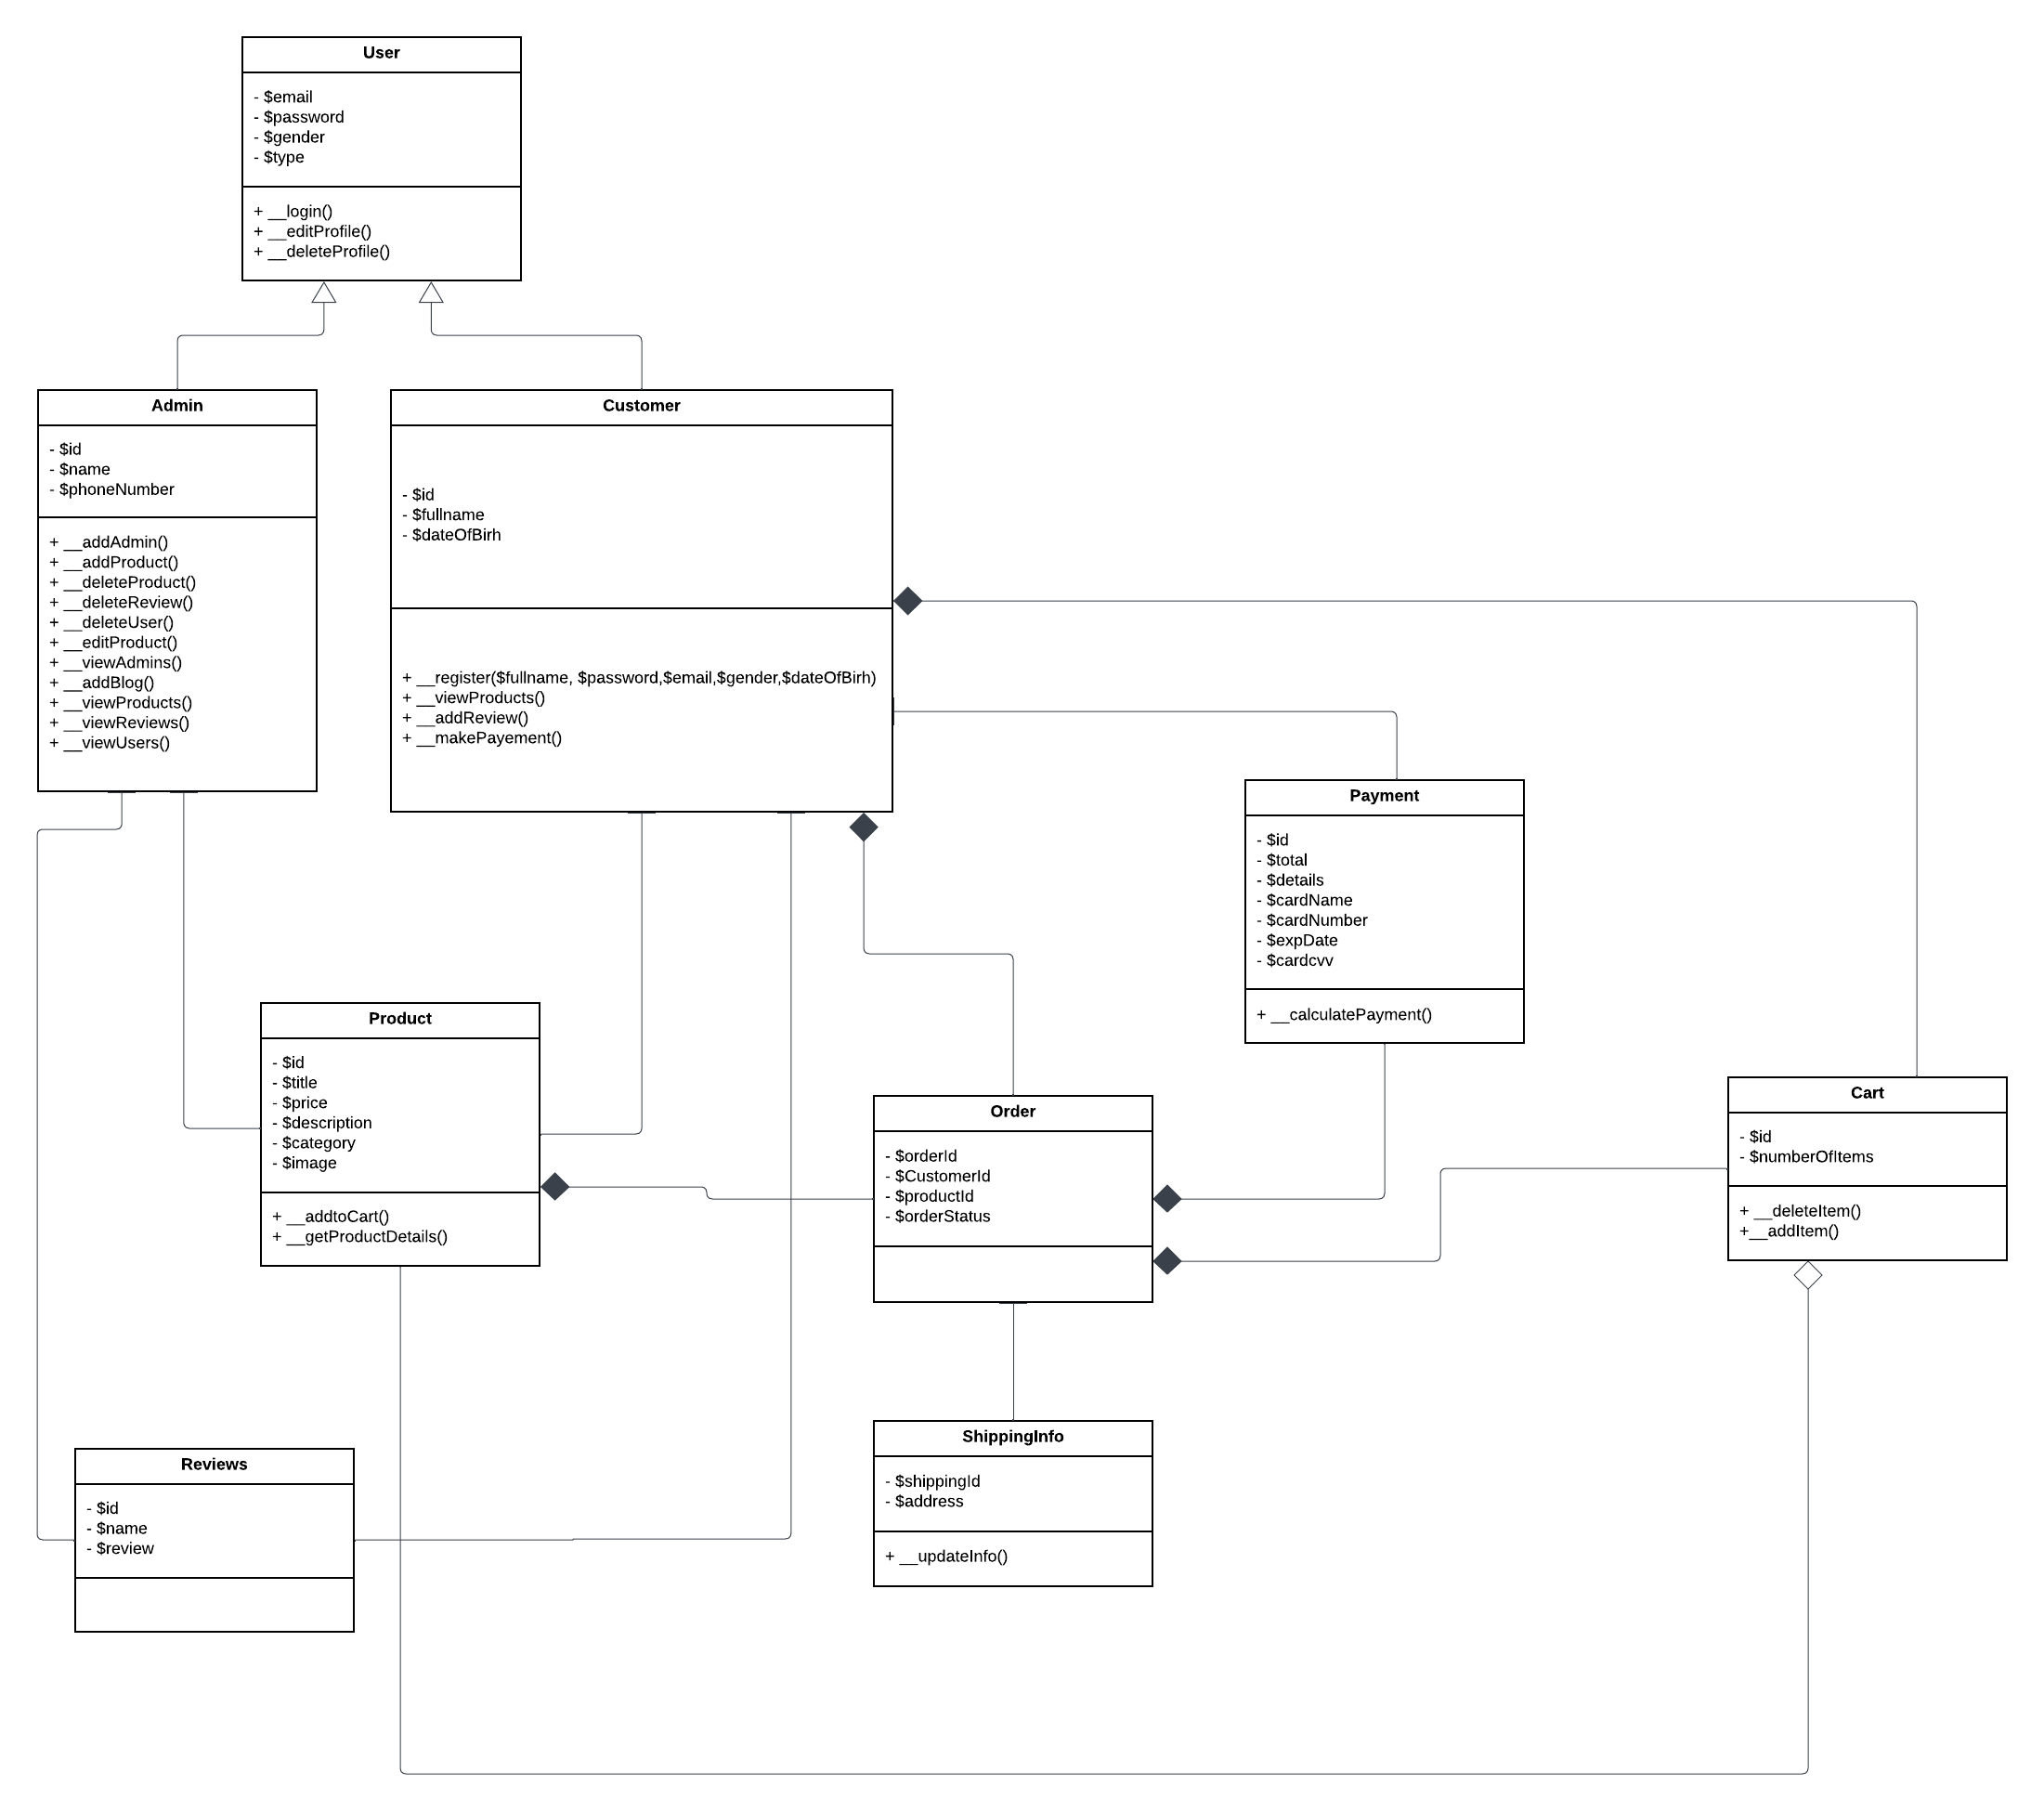 User
- $email
- $password
- $gender
- $type
+ __login()
+ __editProfile()
+ __deleteProfile()
Admin
- $id
- $name
- $phoneNumber
+ __addAdmin()
+ __addProduct()
+ __deleteProduct()
+ __deleteReview()
+ __deleteUser()
+ __editProduct()
+ __viewAdmins()
+ __addBlog()
+ __viewProducts()
+ __viewReviews()
+ __viewUsers()
Customer
- $id
- $fullname
- $dateOfBirh
+ __register($fullname, $password,$email,$gender,$dateOfBirh)
+ __viewProducts()
+ __addReview()
+ __makePayement()
Payment
- $id
- $total
- $details
- $cardName
- $cardNumber
- $expDate
- $cardcvv
+ __calculatePayment()
Product
- $id
- $title
- $price
- $description
- $category
- $image
+ __addtoCart()
+ __getProductDetails()
Order
- $orderId
- $CustomerId
- $productId
- $orderStatus
Cart
- $id
- $numberOfItems
+ __deleteItem()
+__addItem()
Reviews
- $id
- $name
- $review
ShippingInfo
- $shippingId
- $address
+ __updateInfo()